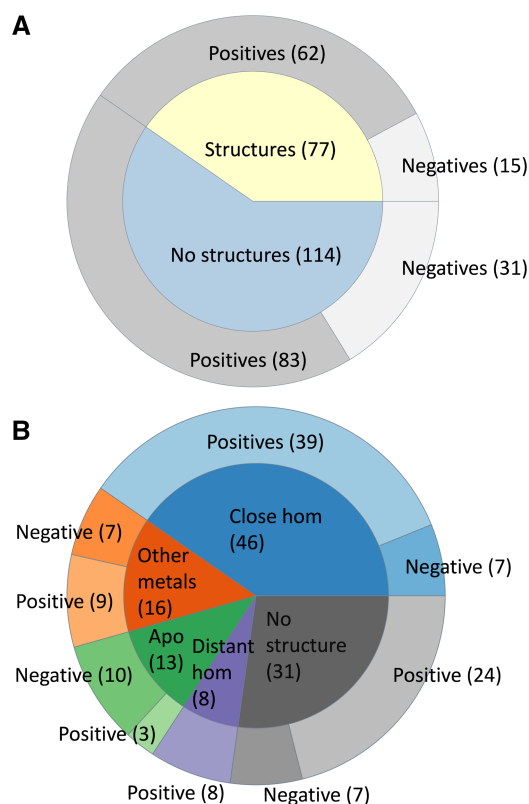 A
Positives (62)
Structures (77)
Negatives (15)
No structures (114)
Negatives (31)
Positives (83)
B
Positives (39)
Close hom
(46)
Negative (7)
Negative (7)
Other
metals
(16)
Positive (9)
No
structure
(31)
Apo
(13)
Distant
hom
(8)
Negative (10)
Positive (24)
Positive (3)
Positive (8)
Negative (7)